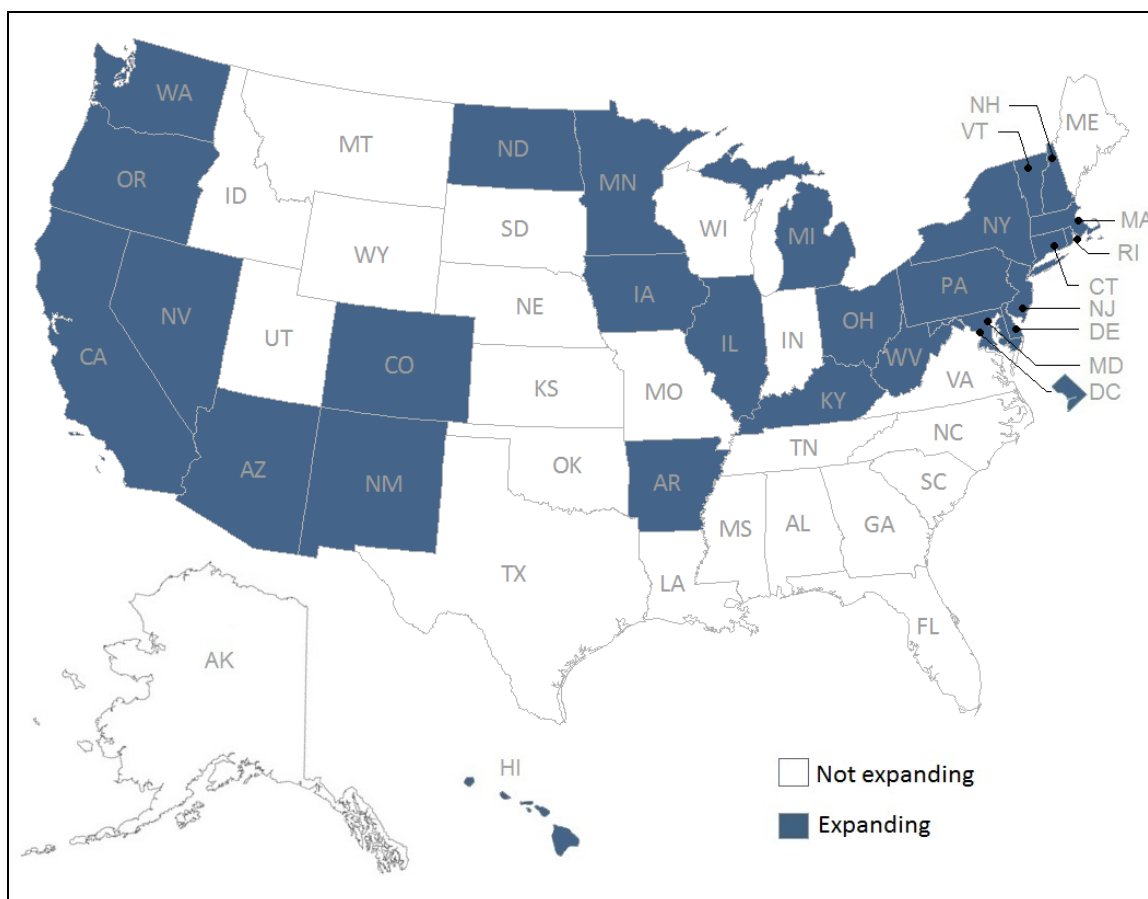 WA
MT
ND
MN
NH
VT
ME
OR
ID
SD
WI
MI
NY
MA
RI
WY
CT
NV
IA
PA
NJ
NE
OH
DE
CA
UT
CO
IL
IN
WV
MD
KS
MO
KY
VA
DC
AZ
NM
OK
AR
TN
NC
SC
TX
LA
MS
AL
GA
FL
AK
HI
Not expanding
Expanding